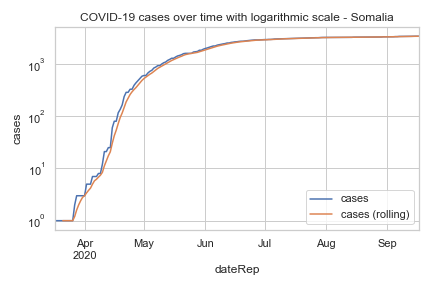 COVID-19 cases over time with logarithmic scale - Somalia
cases
10³
10²
10¹
10⁰
Apr
2020
May
Jun
Jul
Aug
Sep
dateRep
cases
cases (rolling)